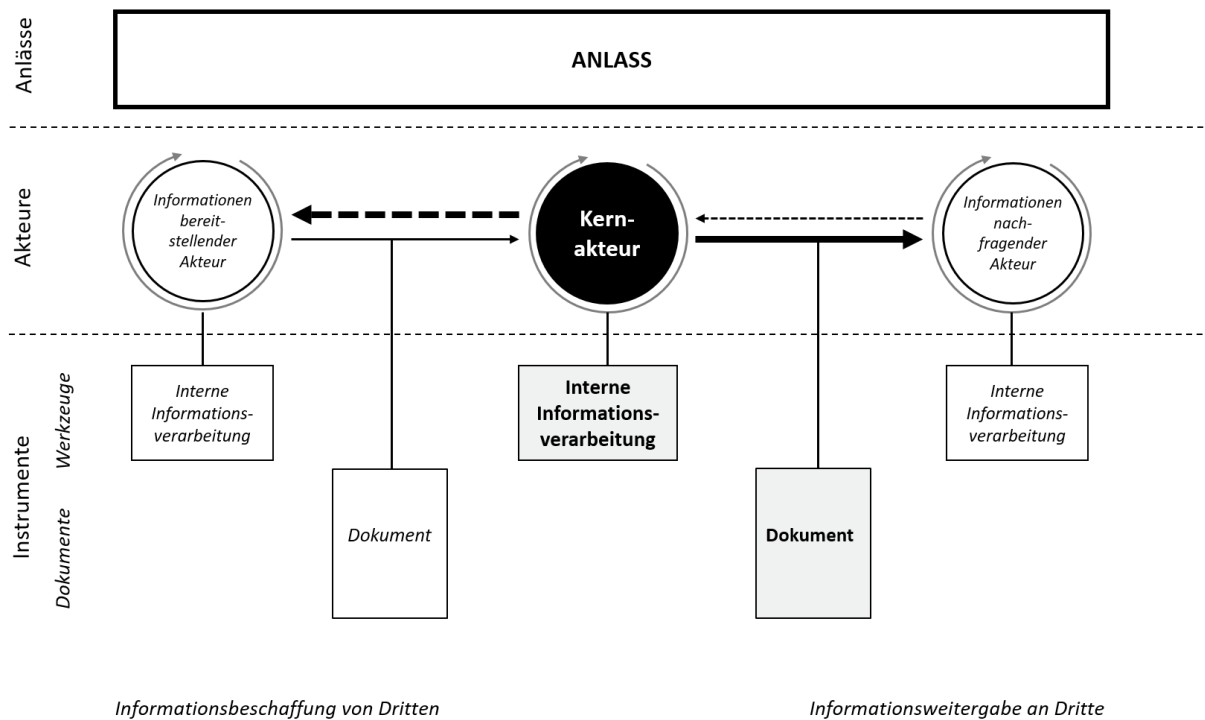 Anlässe
ANLASS
Akteure
Informationen
bereit-
stellender
Akteur
Kern-
akteur
Informationen
nach-
fragender
Akteur
Instrumente
Werkzeuge
Interne
Informations-
verarbeitung
Interne
Informations-
verarbeitung
Interne
Informations-
verarbeitung
Dokumente
Dokument
Dokument
Informationsbeschaffung von Dritten
Informationsweitergabe an Dritte